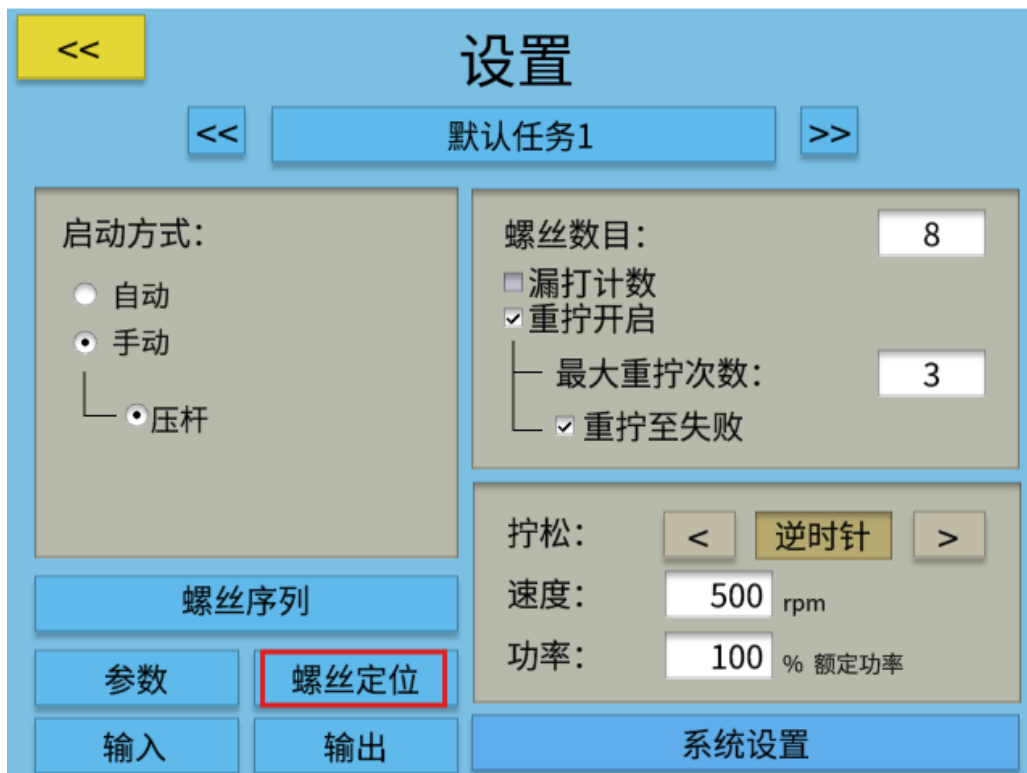 <<
设置
<< 默认任务1 >>
启动方式：
自动
手动
压杆
螺丝数目： 8
漏打计数
重拧开启
最大重拧次数： 3
重拧至失败
拧松： < 逆时针 >
速度： 500 rpm
功率： 100 % 额定功率
螺丝序列
参数 螺丝定位
输入 输出
系统设置